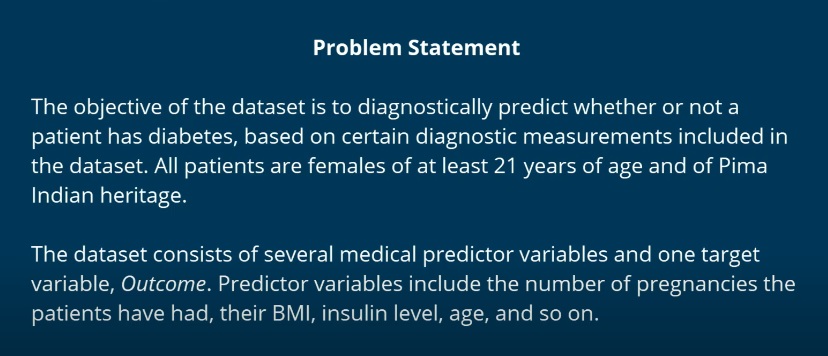 Problem Statement
The objective of the dataset is to diagnostically predict whether or not a
patient has diabetes, based on certain diagnostic measurements included in
the dataset. All patients are females of at least 21 years of age and of Pima
Indian heritage.
The dataset consists of several medical predictor variables and one target
variable, Outcome. Predictor variables include the number of pregnancies the
patients have had, their BMI, insulin level, age, and so on.